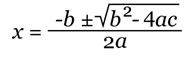 x = (-b ±√(b²- 4ac)) / (2a)